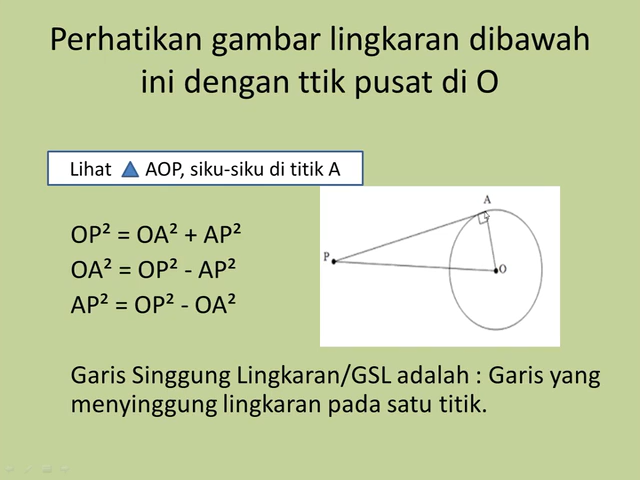 Perhatikan gambar lingkaran dibawah
ini dengan ttik pusat di O
Lihat AOP, siku-siku di titik A
OP² = OA² + AP²
OA² = OP² - AP²
AP² = OP² - OA²
A
P
O
Garis Singgung Lingkaran/GSL adalah : Garis yang
menyinggung lingkaran pada satu titik.